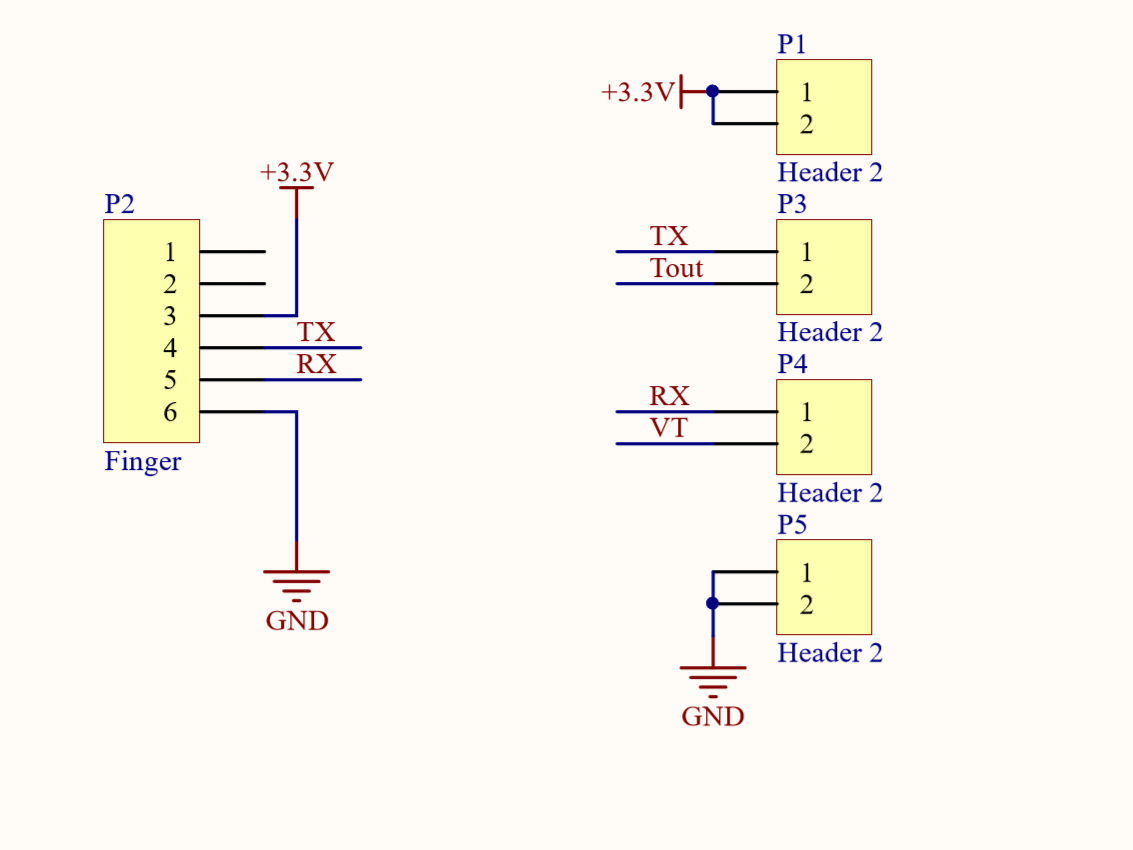 P2
+3.3V
1
2
3
4
5
6
TX
RX
Finger
GND
P1
+3.3V
1
2
Header 2
P3
TX
Tout
1
2
Header 2
P4
RX
VT
1
2
Header 2
P5
1
2
Header 2
GND